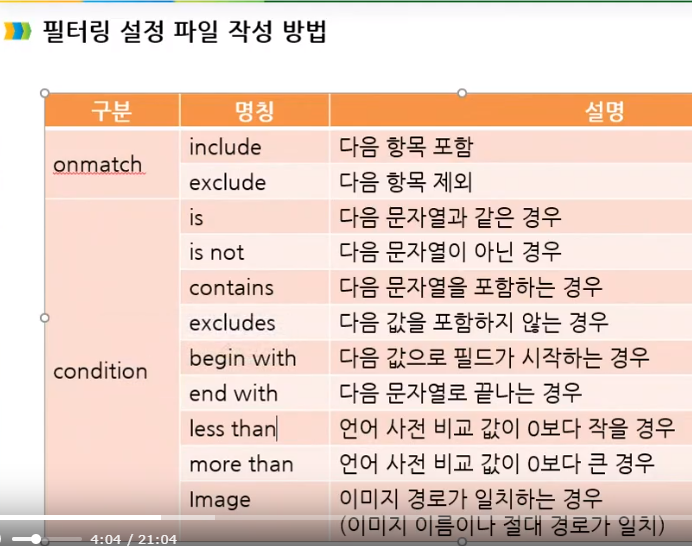 필터링 설정 파일 작성 방법
구분 명칭 설명
onmatch
include 다음 항목 포함
exclude 다음 항목 제외
condition
is 다음 문자열과 같은 경우
is not 다음 문자열이 아닌 경우
contains 다음 문자열을 포함하는 경우
excludes 다음 값을 포함하지 않는 경우
begin with 다음 값으로 필드가 시작하는 경우
end with 다음 문자열로 끝나는 경우
less than 언어 사전 비교 값이 0보다 작을 경우
more than 언어 사전 비교 값이 0보다 큰 경우
Image 이미지 경로가 일치하는 경우
(이미지 이름이나 절대 경로가 일치)
4:04 / 21:04